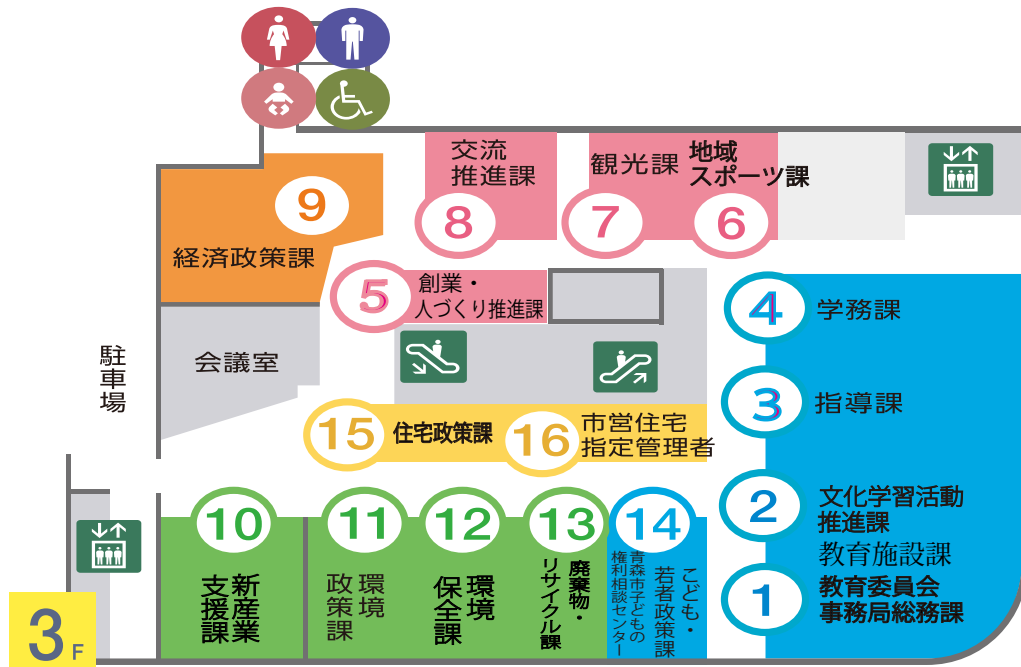 交流
推進課
8
観光課
7
地域
スポーツ課
6
9
経済政策課
5
創業・
人づくり推進課
4
学務課
会議室
駐車場
3
指導課
15
住宅政策課
16
市営住宅
指定管理者
2
文化学習活動
推進課
教育施設課
1
教育委員会
事務局総務課
10
新産業
支援課
11
環境
政策課
12
環境
保全課
13
廃棄物・
リサイクル課
14
こども・
若者政策課
青森市子どもの
権利相談センター
3F